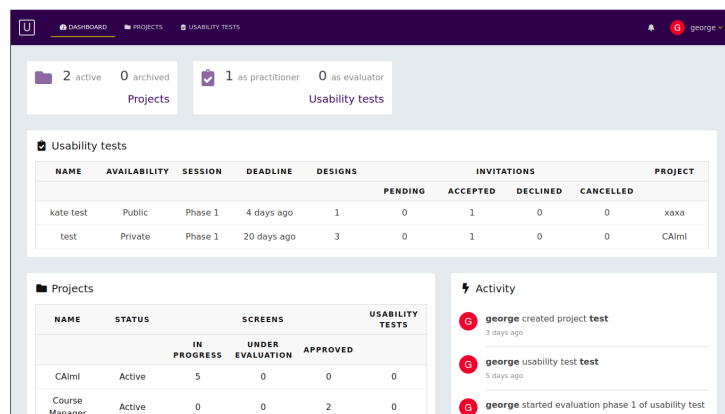 U DASHBOARD PROJECTS USABILITY TESTS G george
2 active 0 archived
Projects
1 as practitioner 0 as evaluator
Usability tests
Usability tests
NAME AVAILABILITY SESSION DEADLINE DESIGNS INVITATIONS PROJECT
PENDING ACCEPTED DECLINED CANCELLED
kate test Public Phase 1 4 days ago 1 0 1 0 0 xaxa
test Private Phase 1 20 days ago 3 0 1 0 0 CAlml
Projects
NAME STATUS SCREENS USABILITY TESTS
IN PROGRESS UNDER EVALUATION APPROVED
CAlml Active 5 0 0 0
Course Manager Active 0 0 2 0
Activity
G george created project test
3 days ago
G george usability test test
5 days ago
G george started evaluation phase 1 of usability test